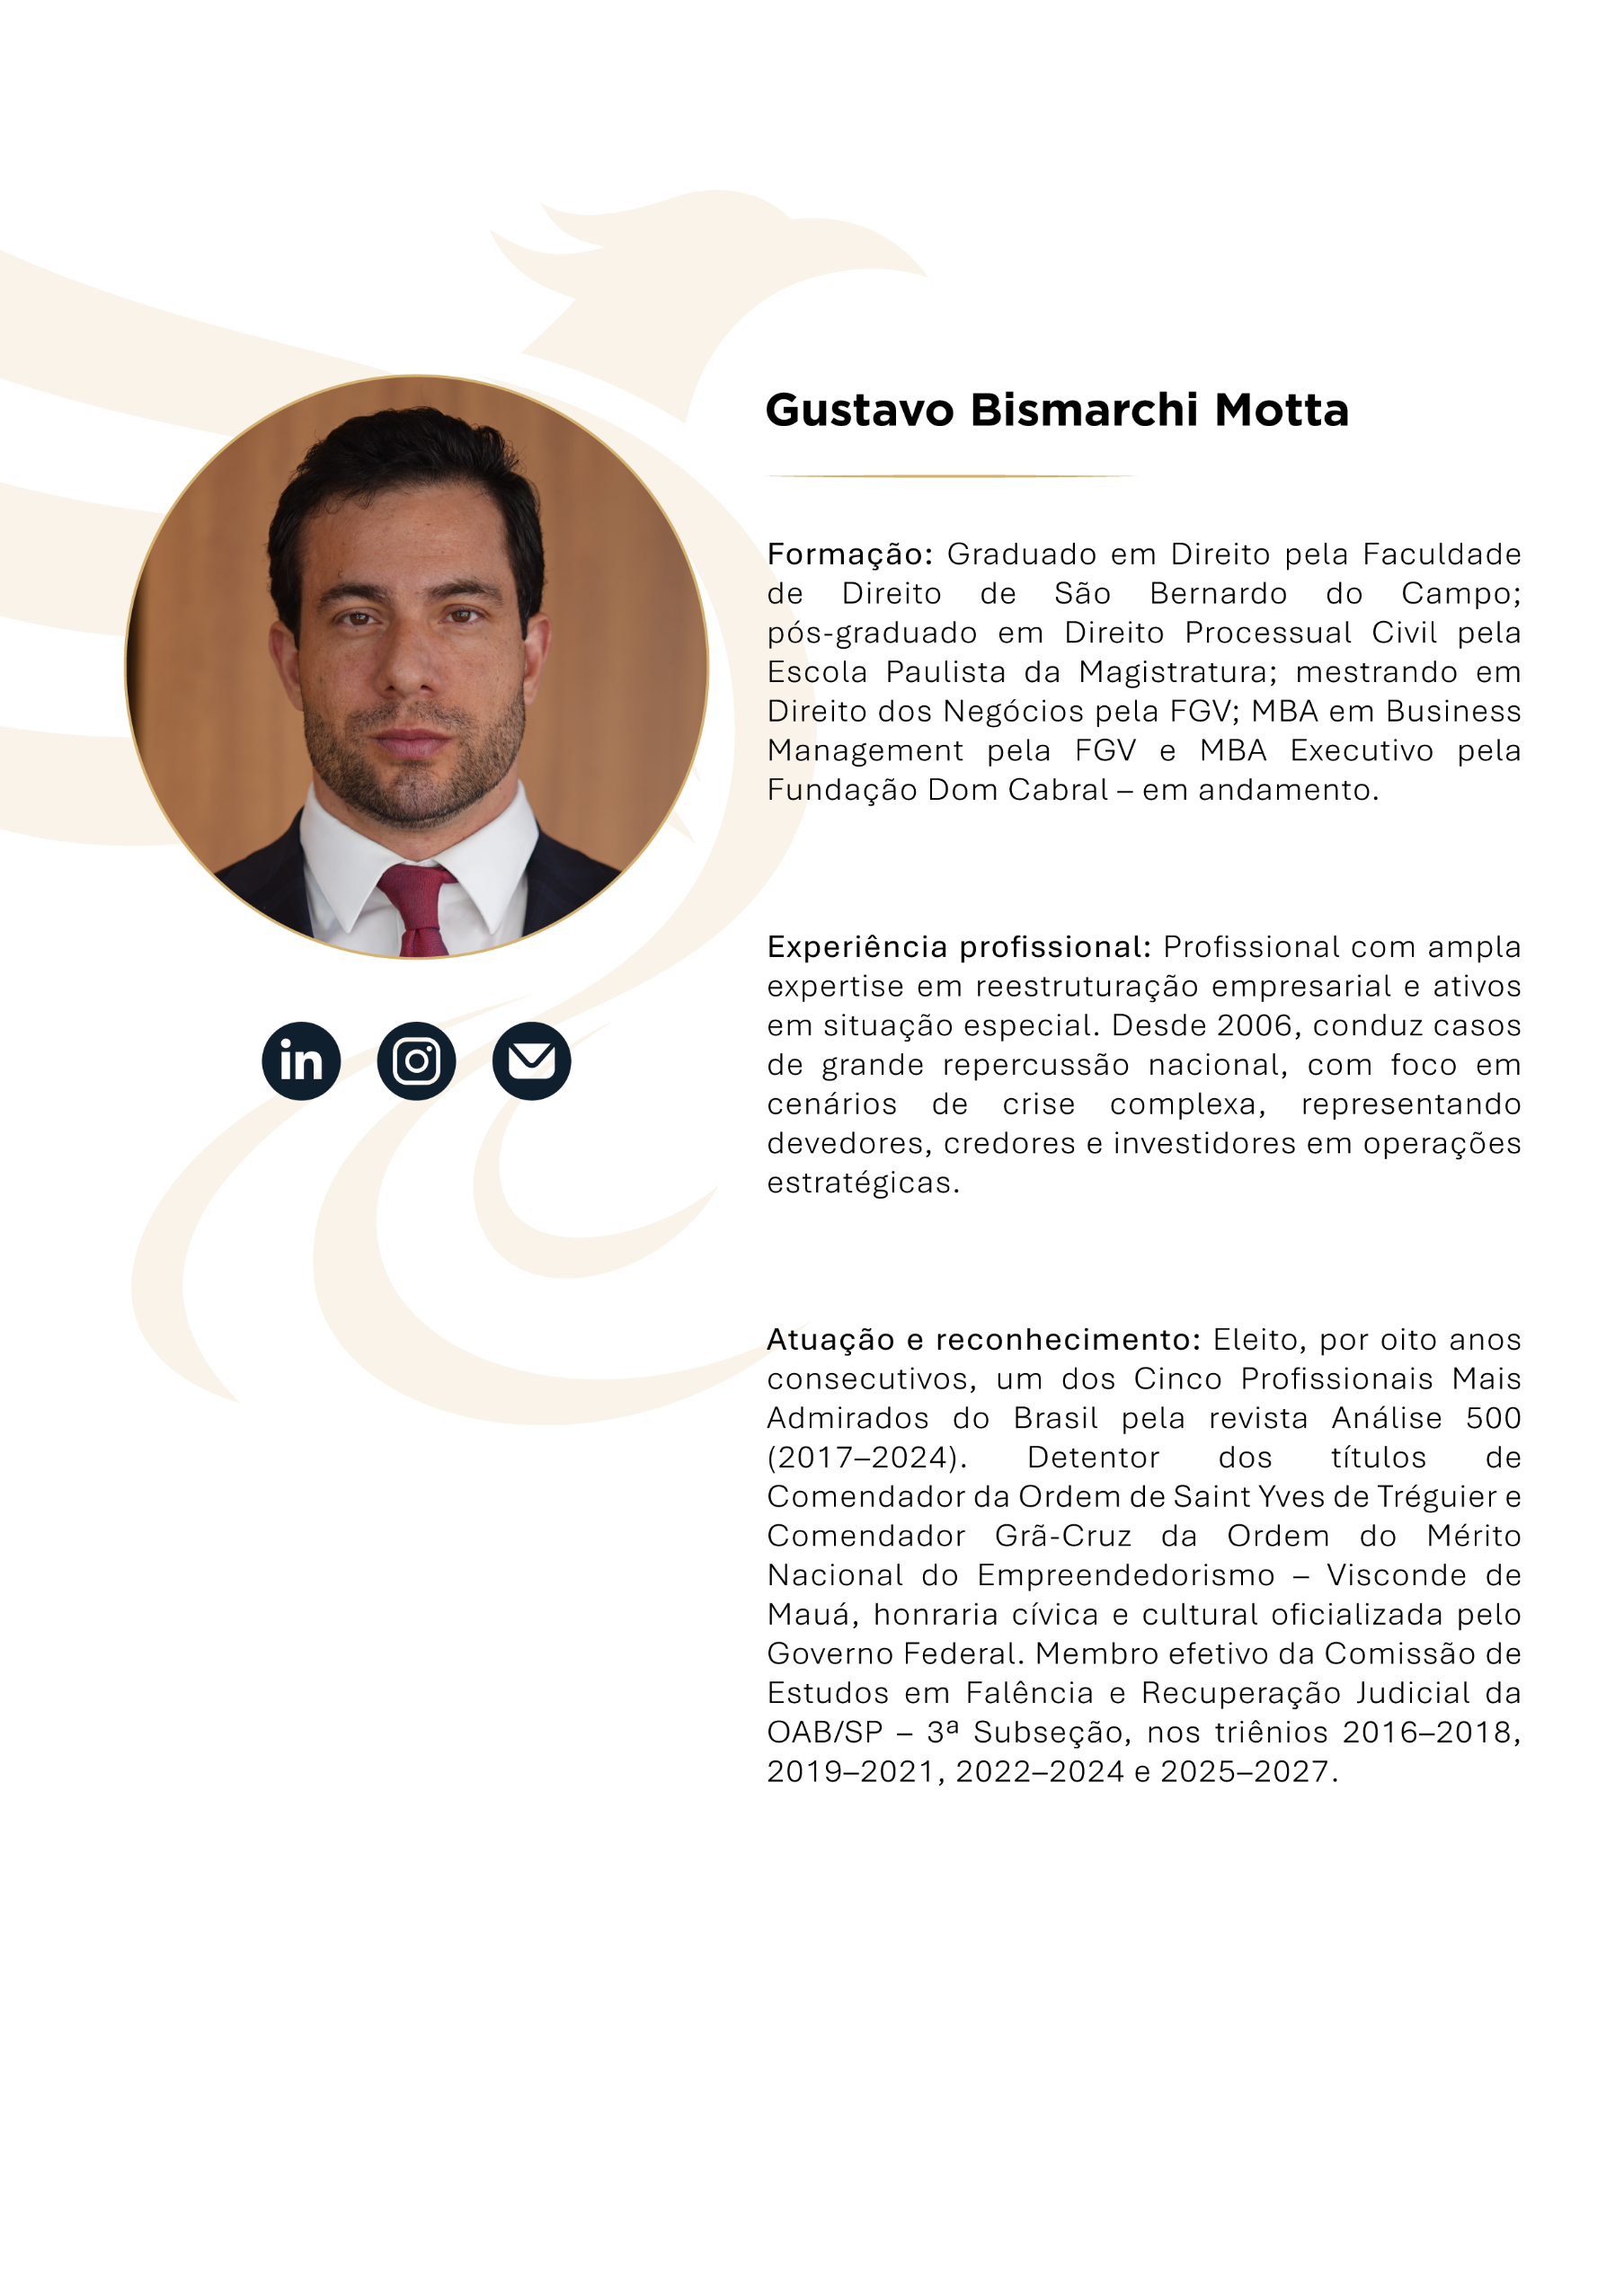 Gustavo Bismarchi Motta
Formação: Graduado em Direito pela Faculdade
de Direito de São Bernardo do Campo;
pós-graduado em Direito Processual Civil pela
Escola Paulista da Magistratura; mestrando em
Direito dos Negócios pela FGV; MBA em Business
Management pela FGV e MBA Executivo pela
Fundação Dom Cabral – em andamento.
Experiência profissional: Profissional com ampla
expertise em reestruturação empresarial e ativos
em situação especial. Desde 2006, conduz casos
de grande repercussão nacional, com foco em
cenários de crise complexa, representando
devedores, credores e investidores em operações
estratégicas.
in
Atuação e reconhecimento: Eleito, por oito anos
consecutivos, um dos Cinco Profissionais Mais
Admirados do Brasil pela revista Análise 500
(2017–2024). Detentor dos títulos de
Comendador da Ordem de Saint Yves de Tréguier e
Comendador Grã-Cruz da Ordem do Mérito
Nacional do Empreendedorismo – Visconde de
Mauá, honraria cívica e cultural oficializada pelo
Governo Federal. Membro efetivo da Comissão de
Estudos em Falência e Recuperação Judicial da
OAB/SP – 3ª Subseção, nos triênios 2016–2018,
2019–2021, 2022–2024 e 2025–2027.